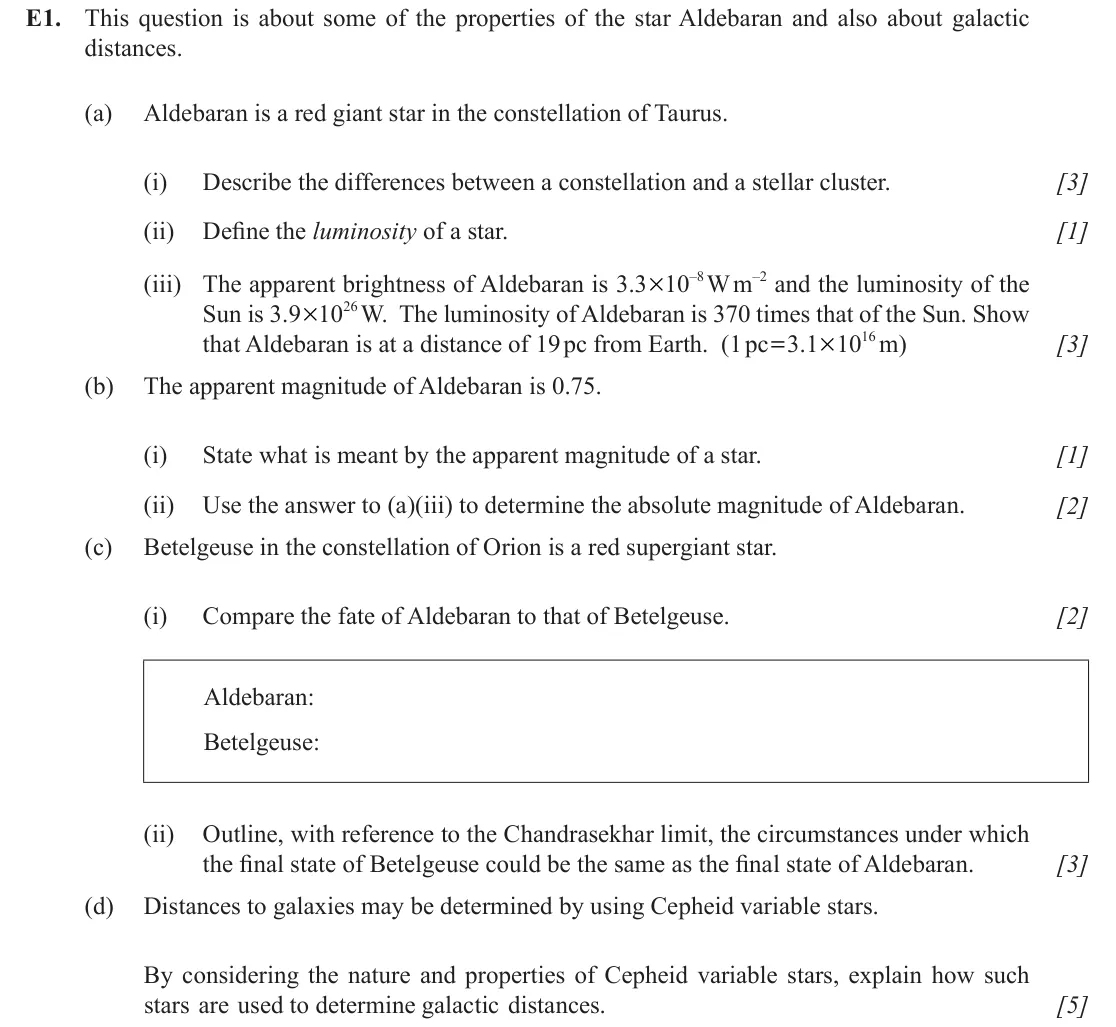 E1. This question is about some of the properties of the star Aldebaran and also about galactic
distances.
(a) Aldebaran is a red giant star in the constellation of Taurus.
(i) Describe the differences between a constellation and a stellar cluster. [3]
(ii) Define the luminosity of a star. [1]
(iii) The apparent brightness of Aldebaran is 3.3×10⁻⁸ W m⁻² and the luminosity of the
Sun is 3.9×10²⁶ W. The luminosity of Aldebaran is 370 times that of the Sun. Show
that Aldebaran is at a distance of 19 pc from Earth. (1 pc=3.1×10¹⁶ m) [3]
(b) The apparent magnitude of Aldebaran is 0.75.
(i) State what is meant by the apparent magnitude of a star. [1]
(ii) Use the answer to (a)(iii) to determine the absolute magnitude of Aldebaran. [2]
(c) Betelgeuse in the constellation of Orion is a red supergiant star.
(i) Compare the fate of Aldebaran to that of Betelgeuse. [2]
Aldebaran:
Betelgeuse:
(ii) Outline, with reference to the Chandrasekhar limit, the circumstances under which
the final state of Betelgeuse could be the same as the final state of Aldebaran. [3]
(d) Distances to galaxies may be determined by using Cepheid variable stars.
By considering the nature and properties of Cepheid variable stars, explain how such
stars are used to determine galactic distances. [5]